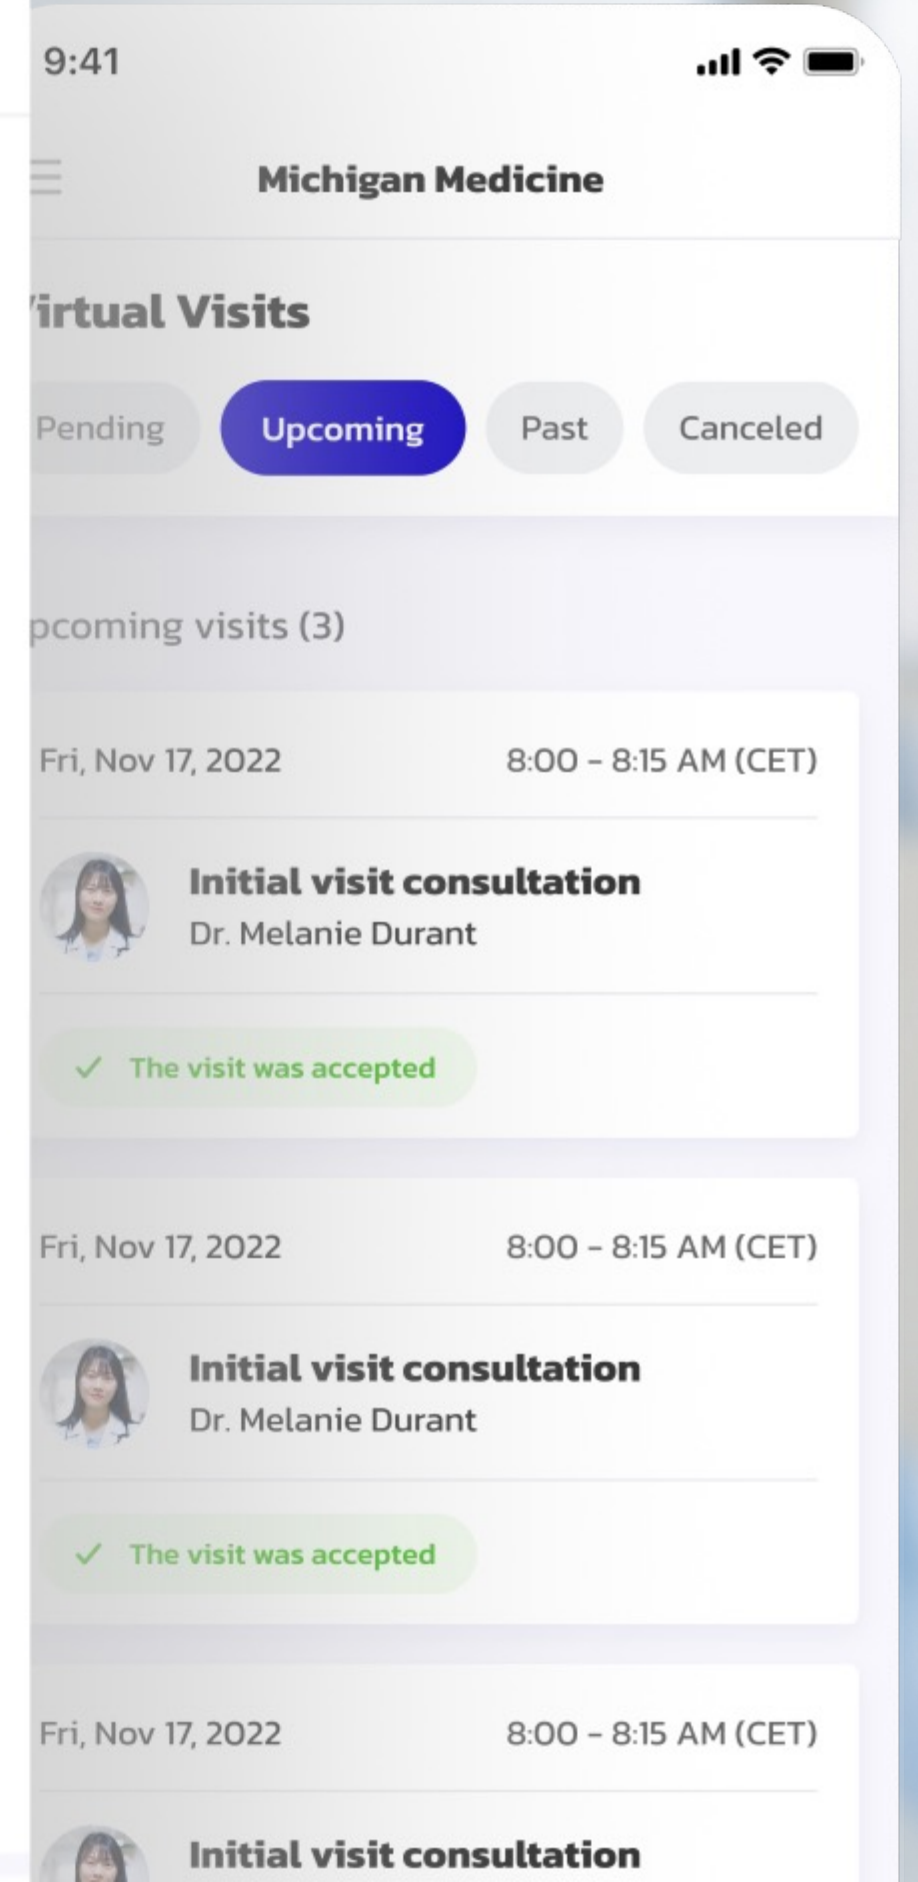 9:41
Michigan Medicine
irtual Visits
Pending Upcoming Past Canceled
pcoming visits (3)
Fri, Nov 17, 2022 8:00 – 8:15 AM (CET)
Initial visit consultation
Dr. Melanie Durant
The visit was accepted
Fri, Nov 17, 2022 8:00 – 8:15 AM (CET)
Initial visit consultation
Dr. Melanie Durant
The visit was accepted
Fri, Nov 17, 2022 8:00 – 8:15 AM (CET)
Initial visit consultation